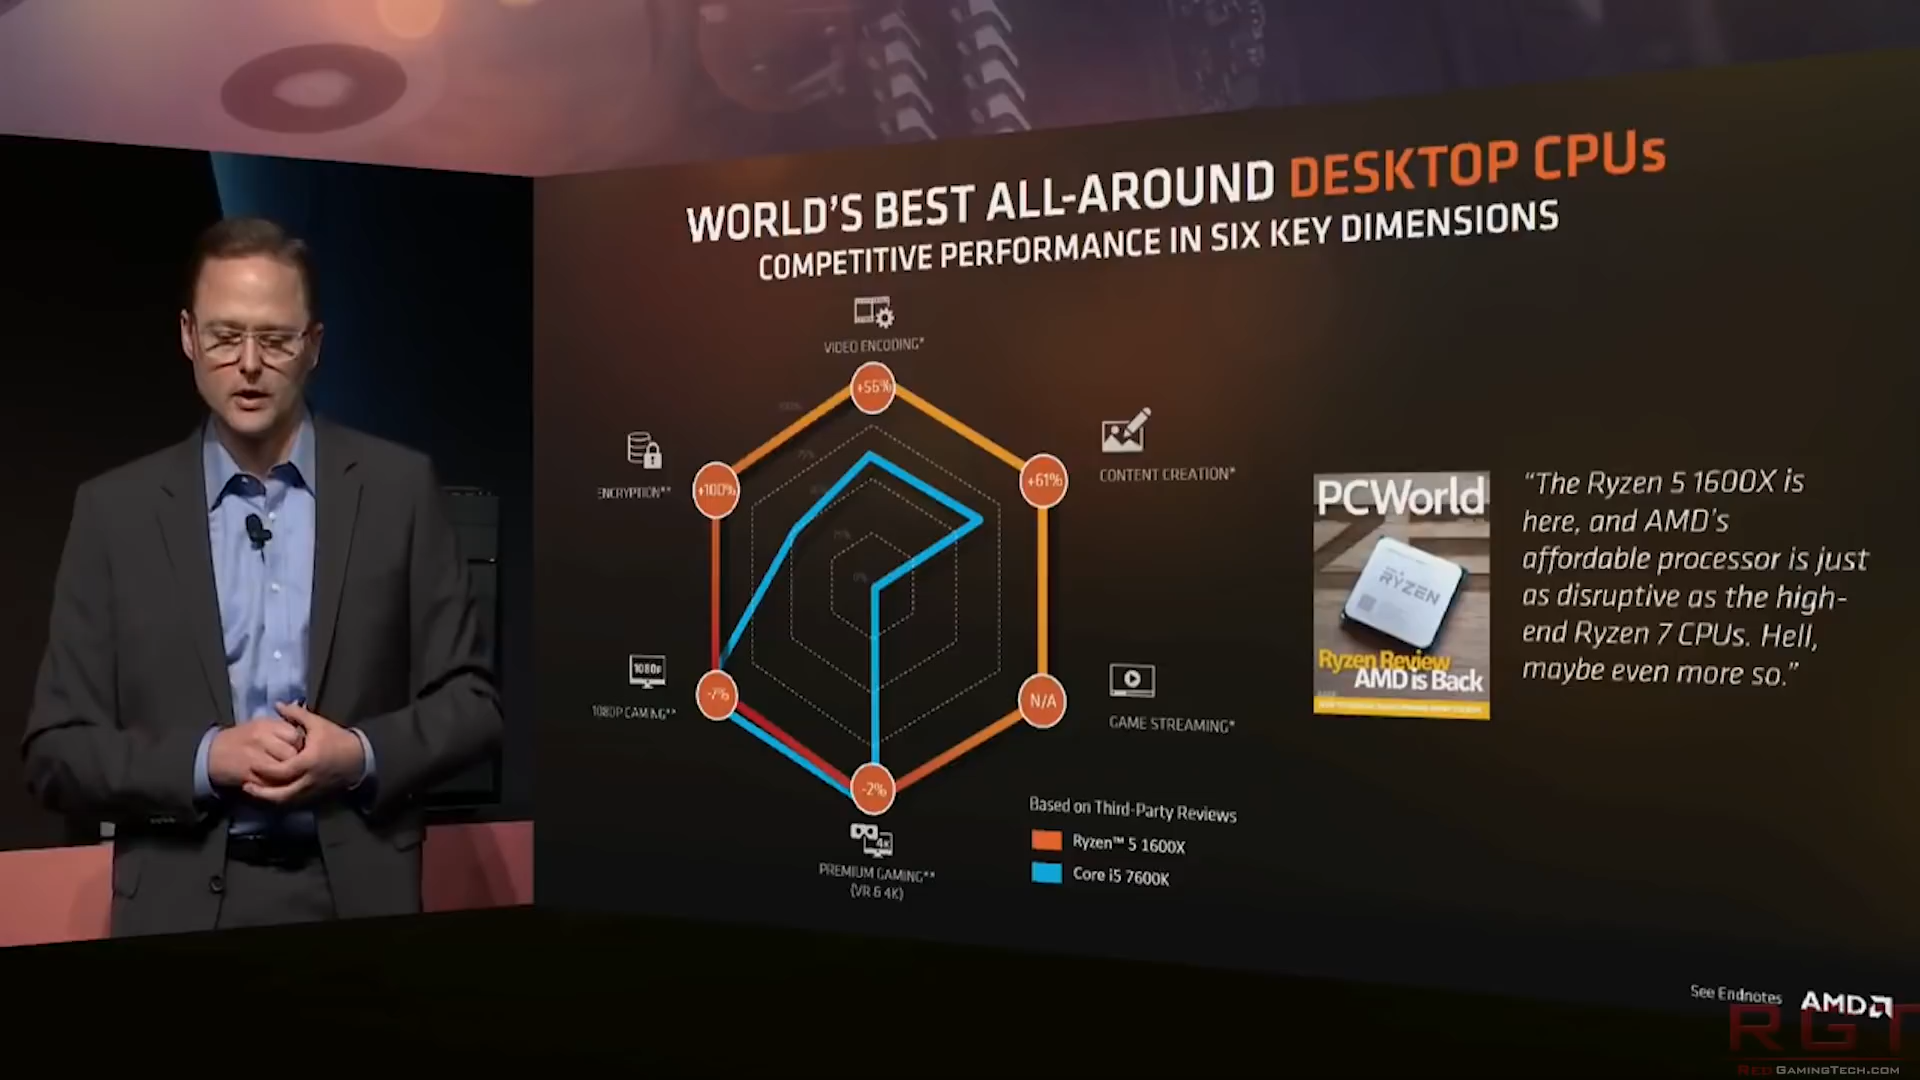 WORLD'S BEST ALL-AROUND DESKTOP CPUs
COMPETITIVE PERFORMANCE IN SIX KEY DIMENSIONS
VIDEO ENCODING*
+56%
100%
75%
ENCRYPTION**
+100%
CONTENT CREATION*
+61%
0%
1080P
1080P GAMING**
-7%
GAME STREAMING*
N/A
-2%
4K
PREMIUM GAMING**
(VR & 4K)
Based on Third-Party Reviews
Ryzen™ 5 1600X
Core i5 7600K
PCWorld
RYZEN
Ryzen Review
AMD is Back
“The Ryzen 5 1600X is
here, and AMD's
affordable processor is just
as disruptive as the high-
end Ryzen 7 CPUs. Hell,
maybe even more so.”
See Endnotes
AMD
RGT
REDGAMINGTECH.COM